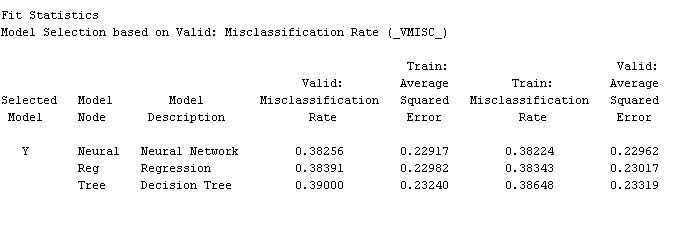 Fit Statistics
Model Selection based on Valid: Misclassification Rate (_VMISC_)
Train: Valid:
Valid: Average Train: Average
Selected Model Model Misclassification Squared Misclassification Squared
Model Node Description Rate Error Rate Error
Y Neural Neural Network 0.38256 0.22917 0.38224 0.22962
Reg Regression 0.38391 0.22982 0.38343 0.23017
Tree Decision Tree 0.39000 0.23240 0.38648 0.23319